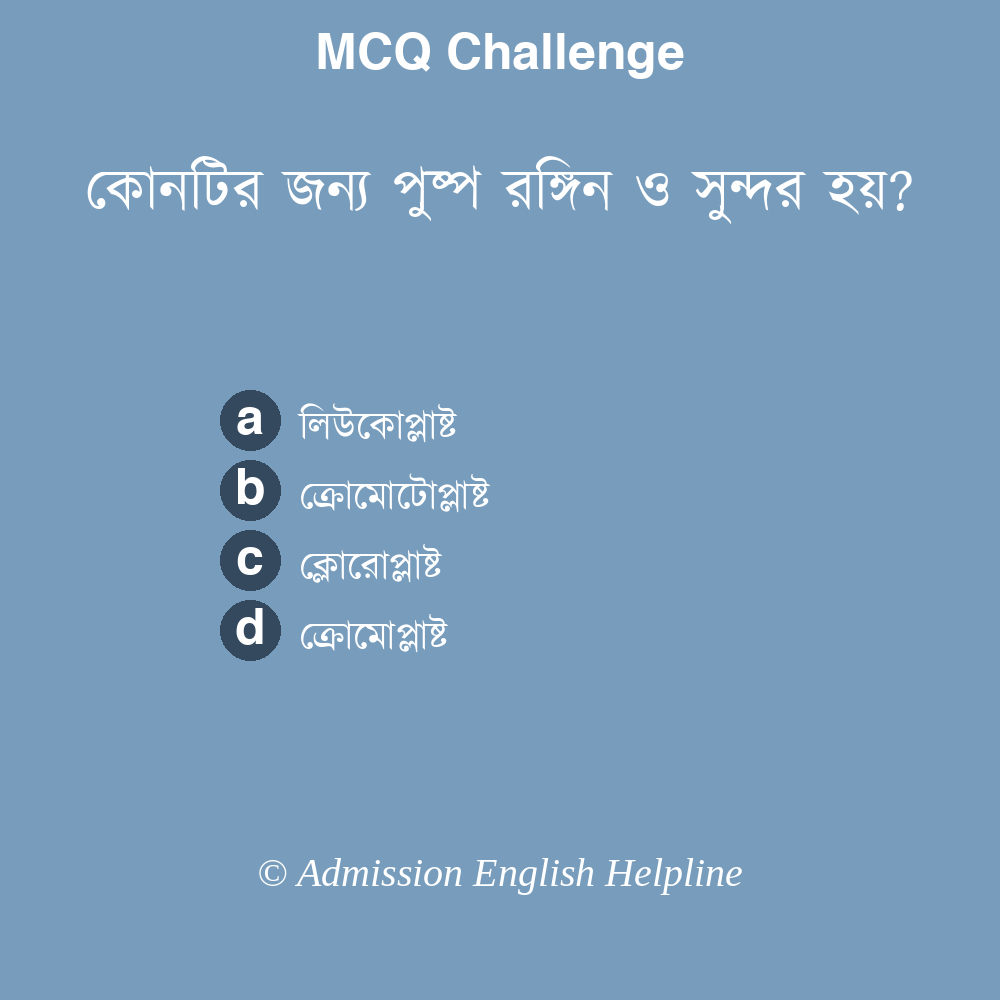 MCQ Challenge
কোনটির জন্য পুষ্প রঙ্গিন ও সুন্দর হয়?
a লিউকোপ্লাষ্ট
b ক্রোমোটোপ্লাষ্ট
c ক্লোরোপ্লাষ্ট
d ক্রোমোপ্লাষ্ট
© Admission English Helpline